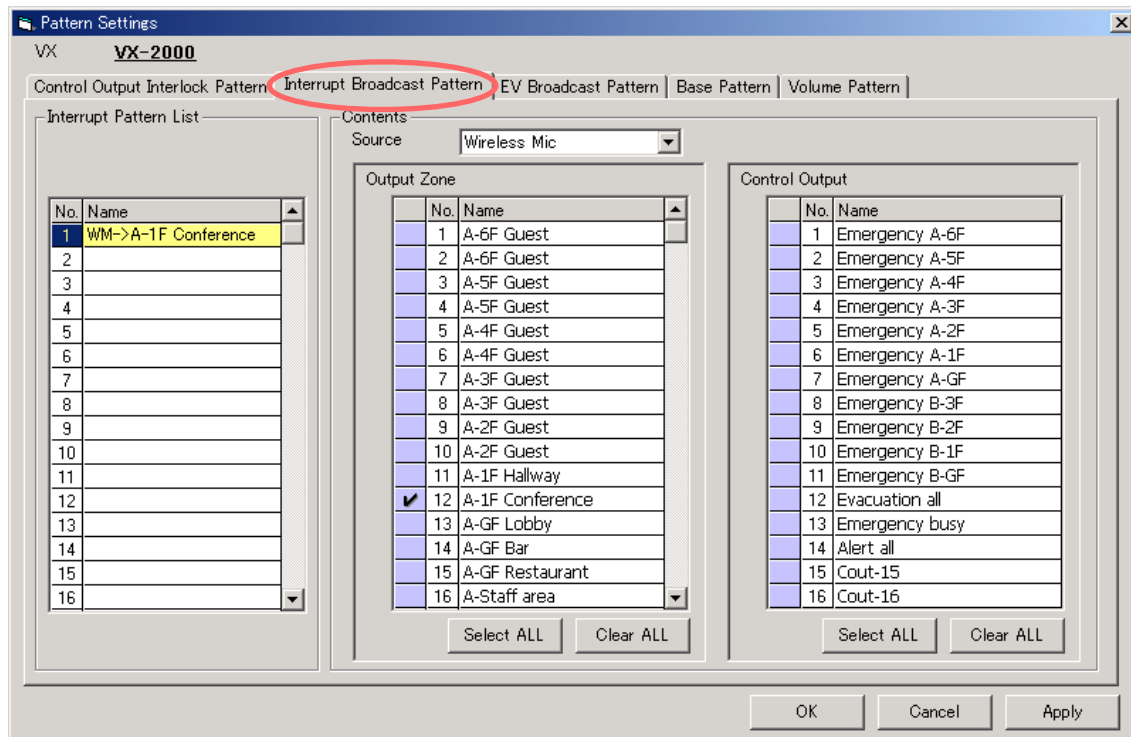 Pattern Settings
VX VX-2000
Control Output Interlock Pattern Interrupt Broadcast Pattern EV Broadcast Pattern Base Pattern Volume Pattern
Interrupt Pattern List
No. Name
1 WM->A-1F Conference
2
3
4
5
6
7
8
9
10
11
12
13
14
15
16
Contents
Source Wireless Mic
Output Zone
No. Name
1 A-6F Guest
2 A-6F Guest
3 A-5F Guest
4 A-5F Guest
5 A-4F Guest
6 A-4F Guest
7 A-3F Guest
8 A-3F Guest
9 A-2F Guest
10 A-2F Guest
11 A-1F Hallway
12 A-1F Conference
13 A-GF Lobby
14 A-GF Bar
15 A-GF Restaurant
16 A-Staff area
Select ALL Clear ALL
Control Output
No. Name
1 Emergency A-6F
2 Emergency A-5F
3 Emergency A-4F
4 Emergency A-3F
5 Emergency A-2F
6 Emergency A-1F
7 Emergency A-GF
8 Emergency B-3F
9 Emergency B-2F
10 Emergency B-1F
11 Emergency B-GF
12 Evacuation all
13 Emergency busy
14 Alert all
15 Cout-15
16 Cout-16
Select ALL Clear ALL
OK Cancel Apply